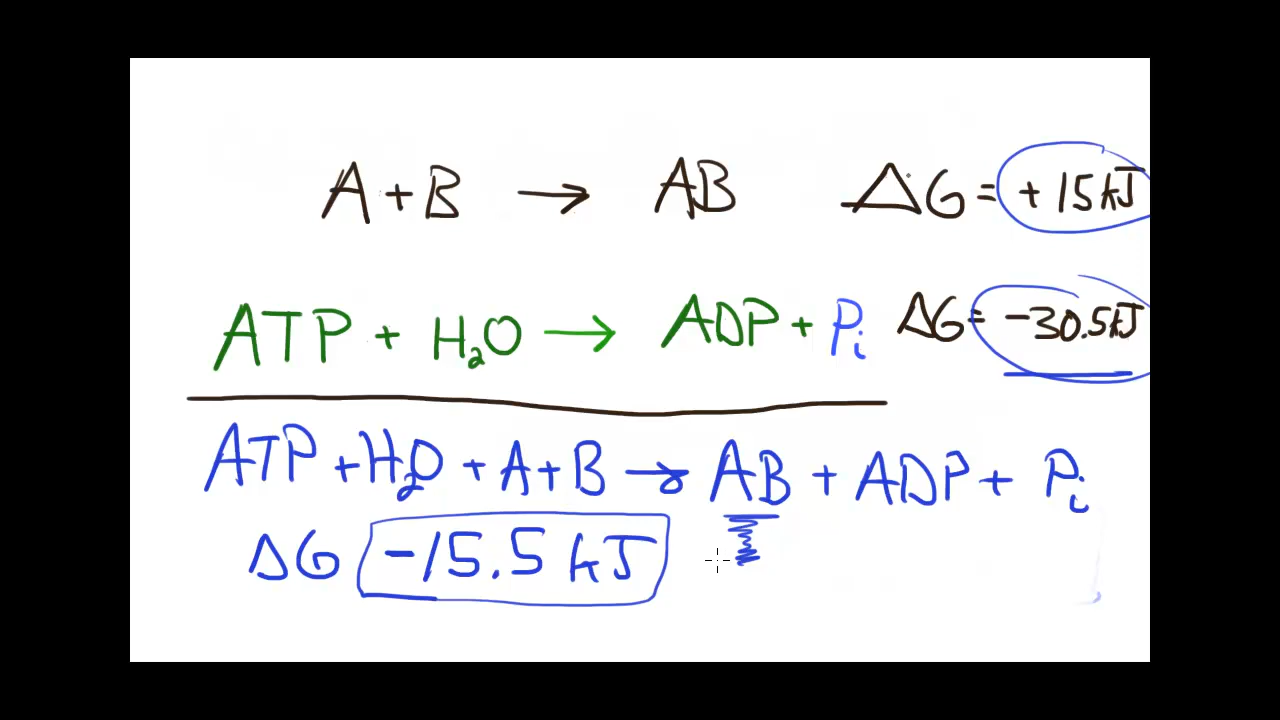 A + B → AB ΔG = +15 kJ
ATP + H₂O → ADP + Pi ΔG = -30.5 kJ
ATP + H₂O + A + B → AB + ADP + Pi
ΔG -15.5 kJ